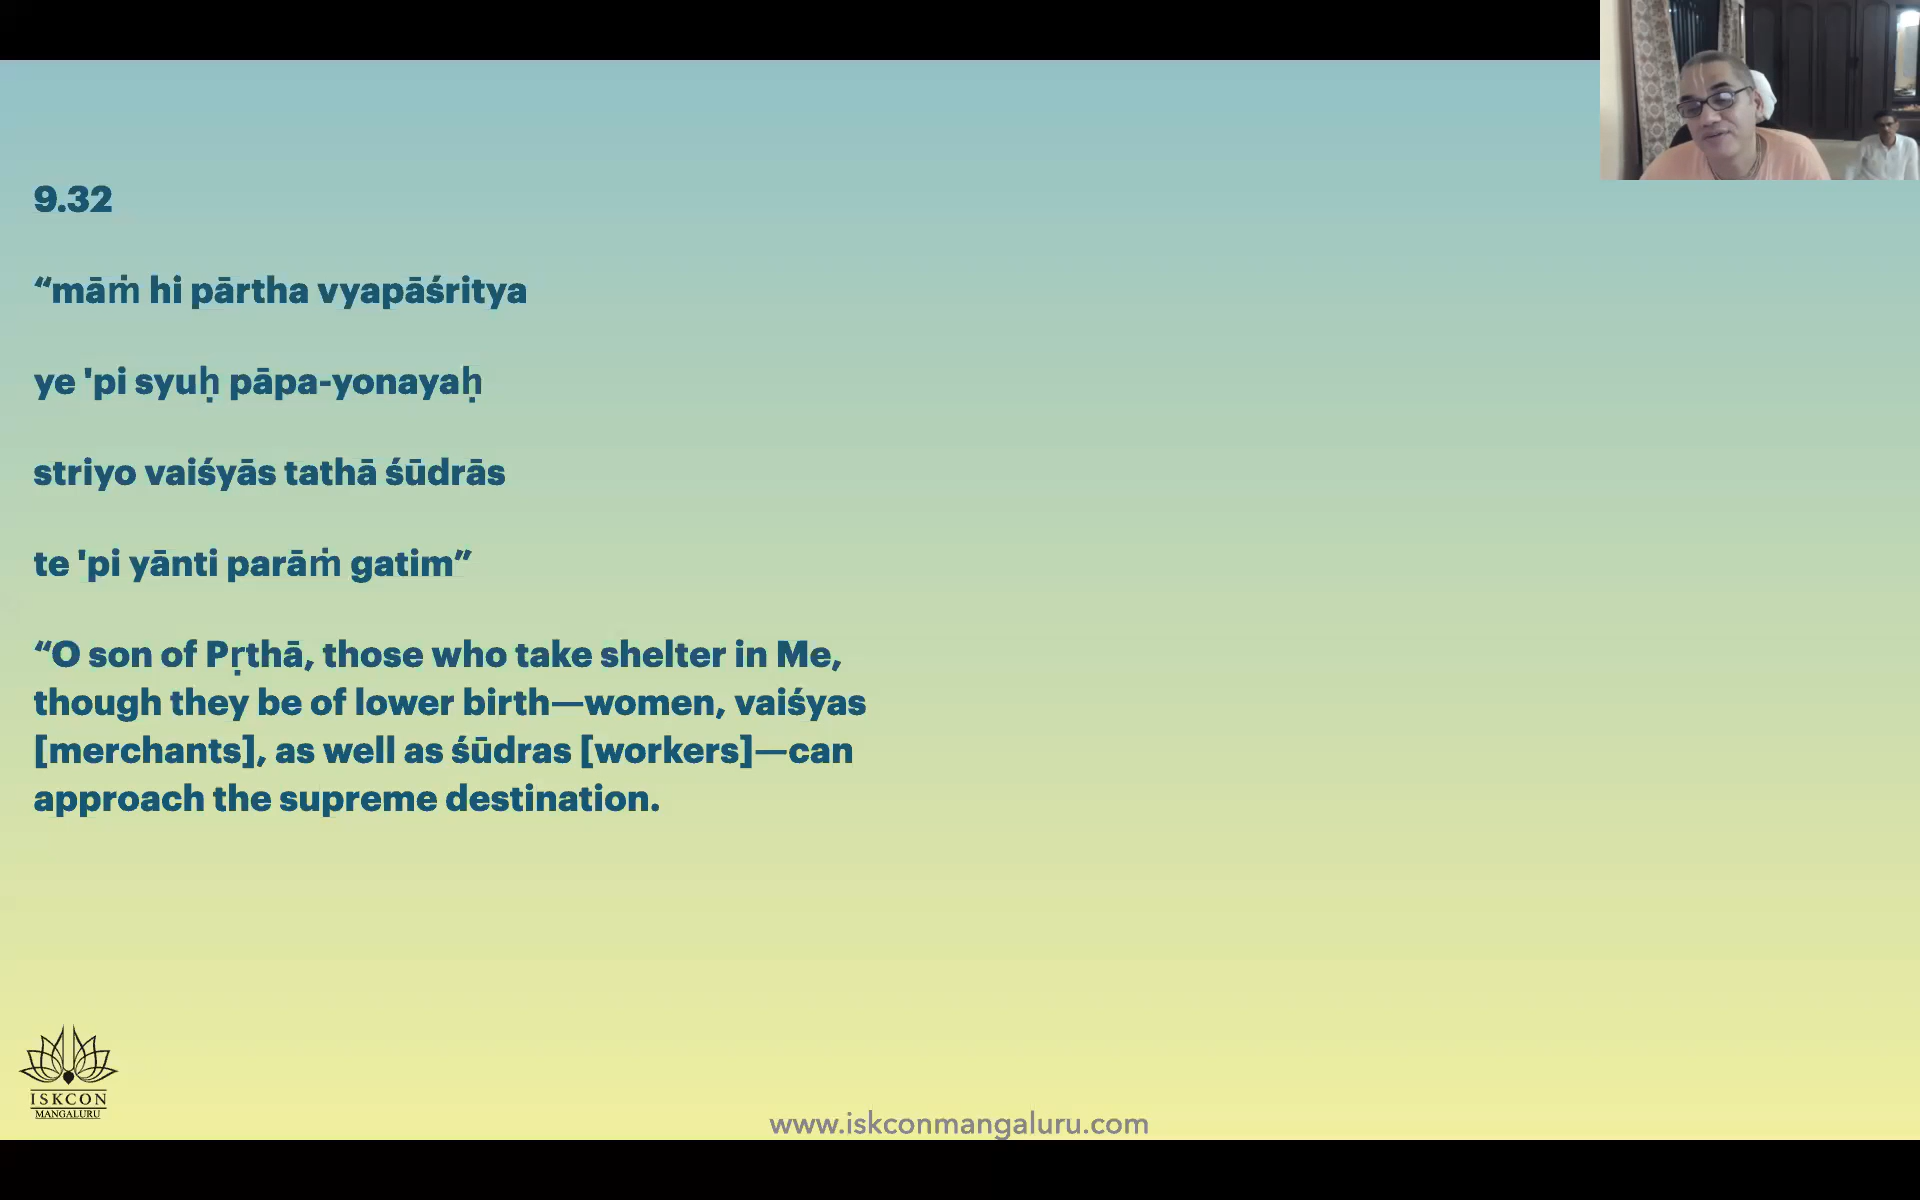 9.32
“māṁ hi pārtha vyapāśritya
ye 'pi syuḥ pāpa-yonayaḥ
striyo vaiśyās tathā śūdrās
te 'pi yānti parāṁ gatim”
“O son of Pṛthā, those who take shelter in Me,
though they be of lower birth—women, vaiśyas
[merchants], as well as śūdras [workers]—can
approach the supreme destination.
ISKCON
MANGALURU
www.iskconmangaluru.com